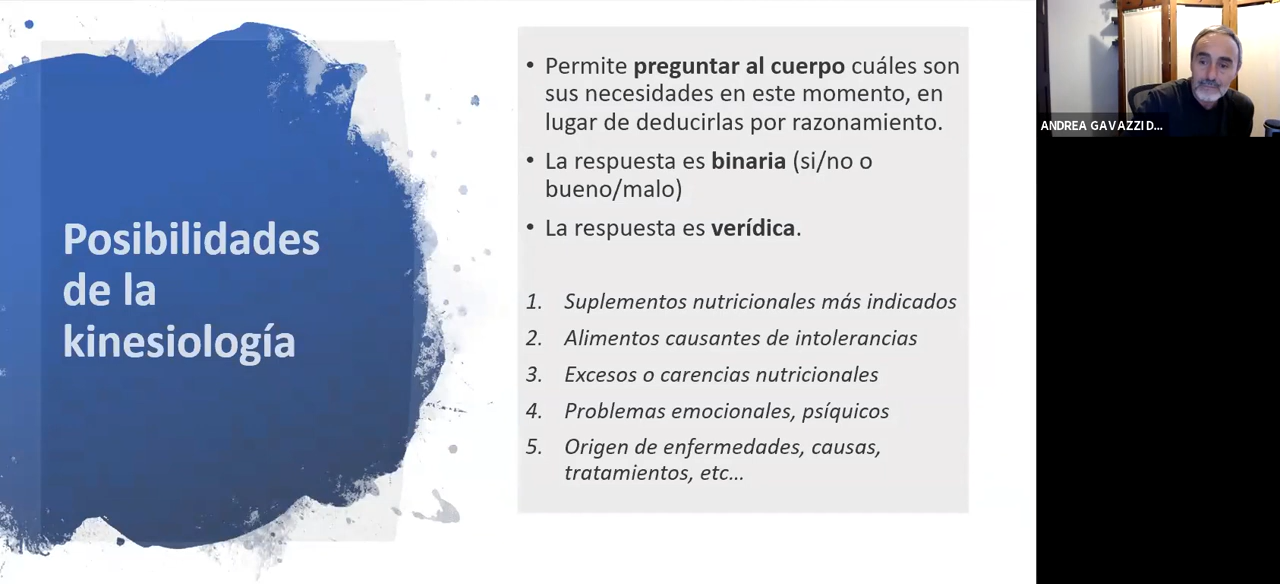 Posibilidades
de la
kinesiología
• Permite preguntar al cuerpo cuáles son
sus necesidades en este momento, en
lugar de deducirlas por razonamiento.
• La respuesta es binaria (si/no o
bueno/malo)
• La respuesta es verídica.
1. Suplementos nutricionales más indicados
2. Alimentos causantes de intolerancias
3. Excesos o carencias nutricionales
4. Problemas emocionales, psíquicos
5. Origen de enfermedades, causas,
tratamientos, etc...
ANDREA GAVAZZI D...